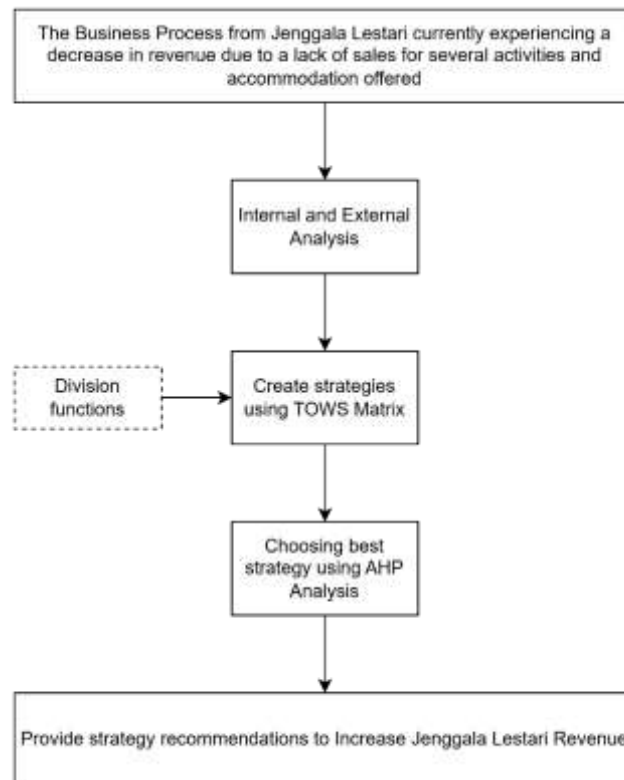 The Business Process from Jenggala Lestari currently experiencing a
decrease in revenue due to a lack of sales for several activities and
accommodation offered
Internal and External
Analysis
Division
functions
Create strategies
using TOWS Matrix
Choosing best
strategy using AHP
Analysis
Provide strategy recommendations to Increase Jenggala Lestari Revenue